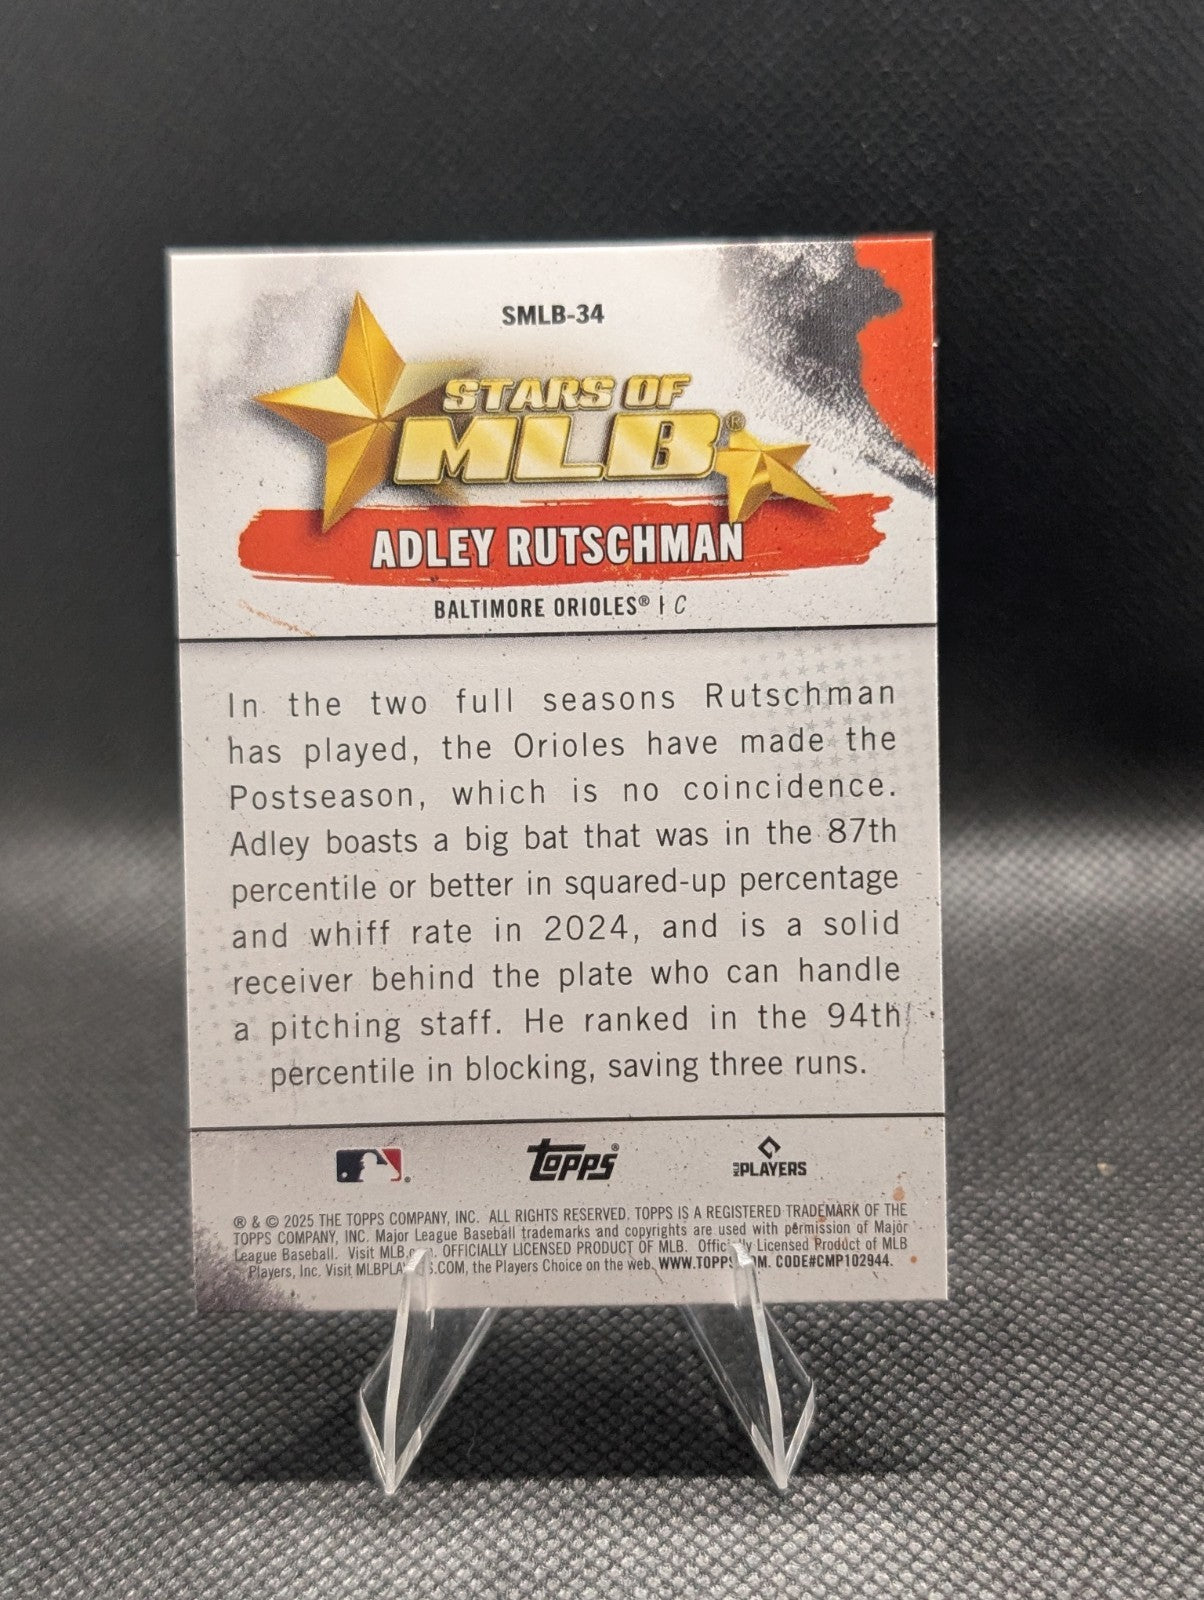 SMLB-34
STARS OF
MLB®
ADLEY RUTSCHMAN
BALTIMORE ORIOLES® | C
In the two full seasons Rutschman
has played, the Orioles have made the
Postseason, which is no coincidence.
Adley boasts a big bat that was in the 87th
percentile or better in squared-up percentage
and whiff rate in 2024, and is a solid
receiver behind the plate who can handle
a pitching staff. He ranked in the 94th
percentile in blocking, saving three runs.
topps®
PLAYERS
® & © 2025 THE TOPPS COMPANY, INC. ALL RIGHTS RESERVED. TOPPS IS A REGISTERED TRADEMARK OF THE
TOPPS COMPANY, INC. Major League Baseball trademarks and copyrights are used with permission of Major
League Baseball. Visit OFFICIALLY LICENSED PRODUCT OF MLB. Officially Licensed Product of MLB
Players, Inc. Visit the Players Choice on the web. CODE#CMP102944.